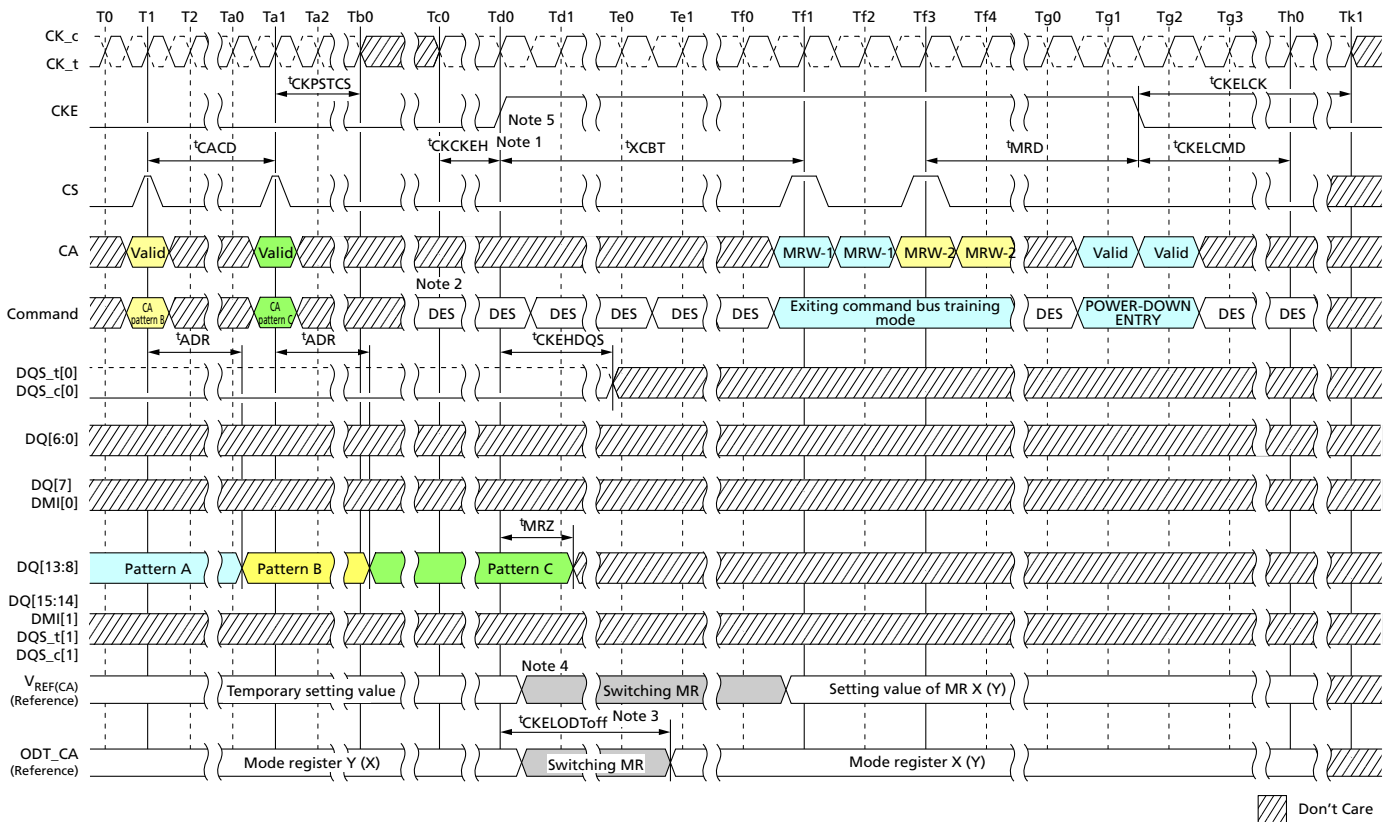 T0 T1 T2 Ta0 Ta1 Ta2 Tb0 Tc0 Td0 Td1 Te0 Te1 Tf0 Tf1 Tf2 Tf3 Tf4 Tg0 Tg1 Tg2 Tg3 Th0 Tk1
CK_c
CK_t
tCKPSTCS
tCKELCK
CKE
Note 5
tCACD
tCKCKEH
Note 1
tXCBT
tMRD
tCKELCMD
CS
CA
Valid
Valid
MRW-1
MRW-1
MRW-2
MRW-2
Valid
Valid
Note 2
Command
CA
pattern B
CA
pattern C
DES
DES
DES
DES
DES
DES
Exiting command bus training
mode
DES
POWER-DOWN
ENTRY
DES
DES
tADR
tADR
tCKEHDQS
DQS_t[0]
DQS_c[0]
DQ[6:0]
DQ[7]
DMI[0]
tMRZ
DQ[13:8]
Pattern A
Pattern B
Pattern C
DQ[15:14]
DMI[1]
DQS_t[1]
DQS_c[1]
Note 4
VREF(CA)
(Reference)
Temporary setting value
Switching MR
Setting value of MR X (Y)
tCKELODToff
Note 3
ODT_CA
(Reference)
Mode register Y (X)
Switching MR
Mode register X (Y)
Don't Care